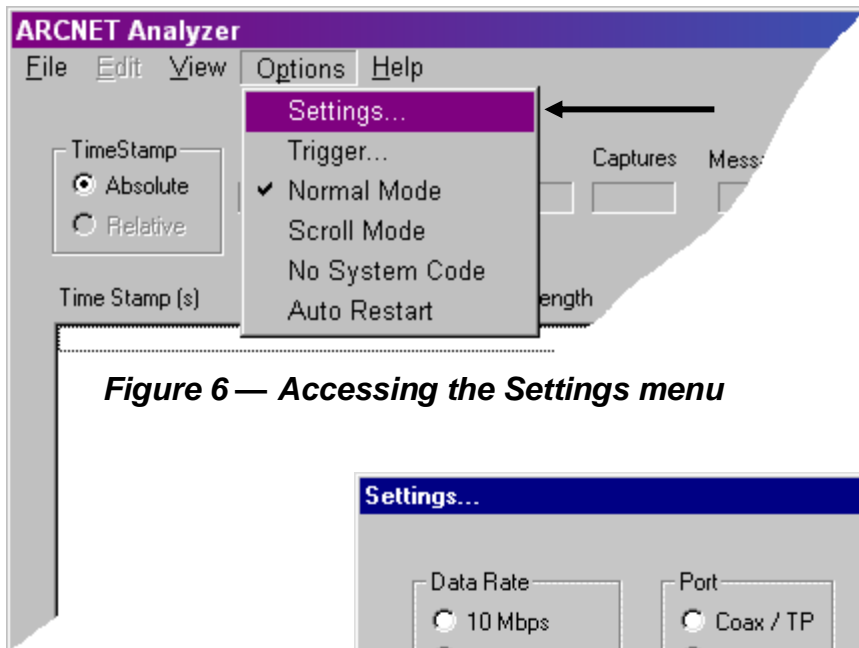 ARCNET Analyzer
File Edit View Options Help
Settings...
Trigger...
Normal Mode
Scroll Mode
No System Code
Auto Restart
TimeStamp
Absolute
Relative
Captures
Time Stamp (s)
Figure 6 — Accessing the Settings menu
Settings...
Data Rate
10 Mbps
Port
Coax / TP